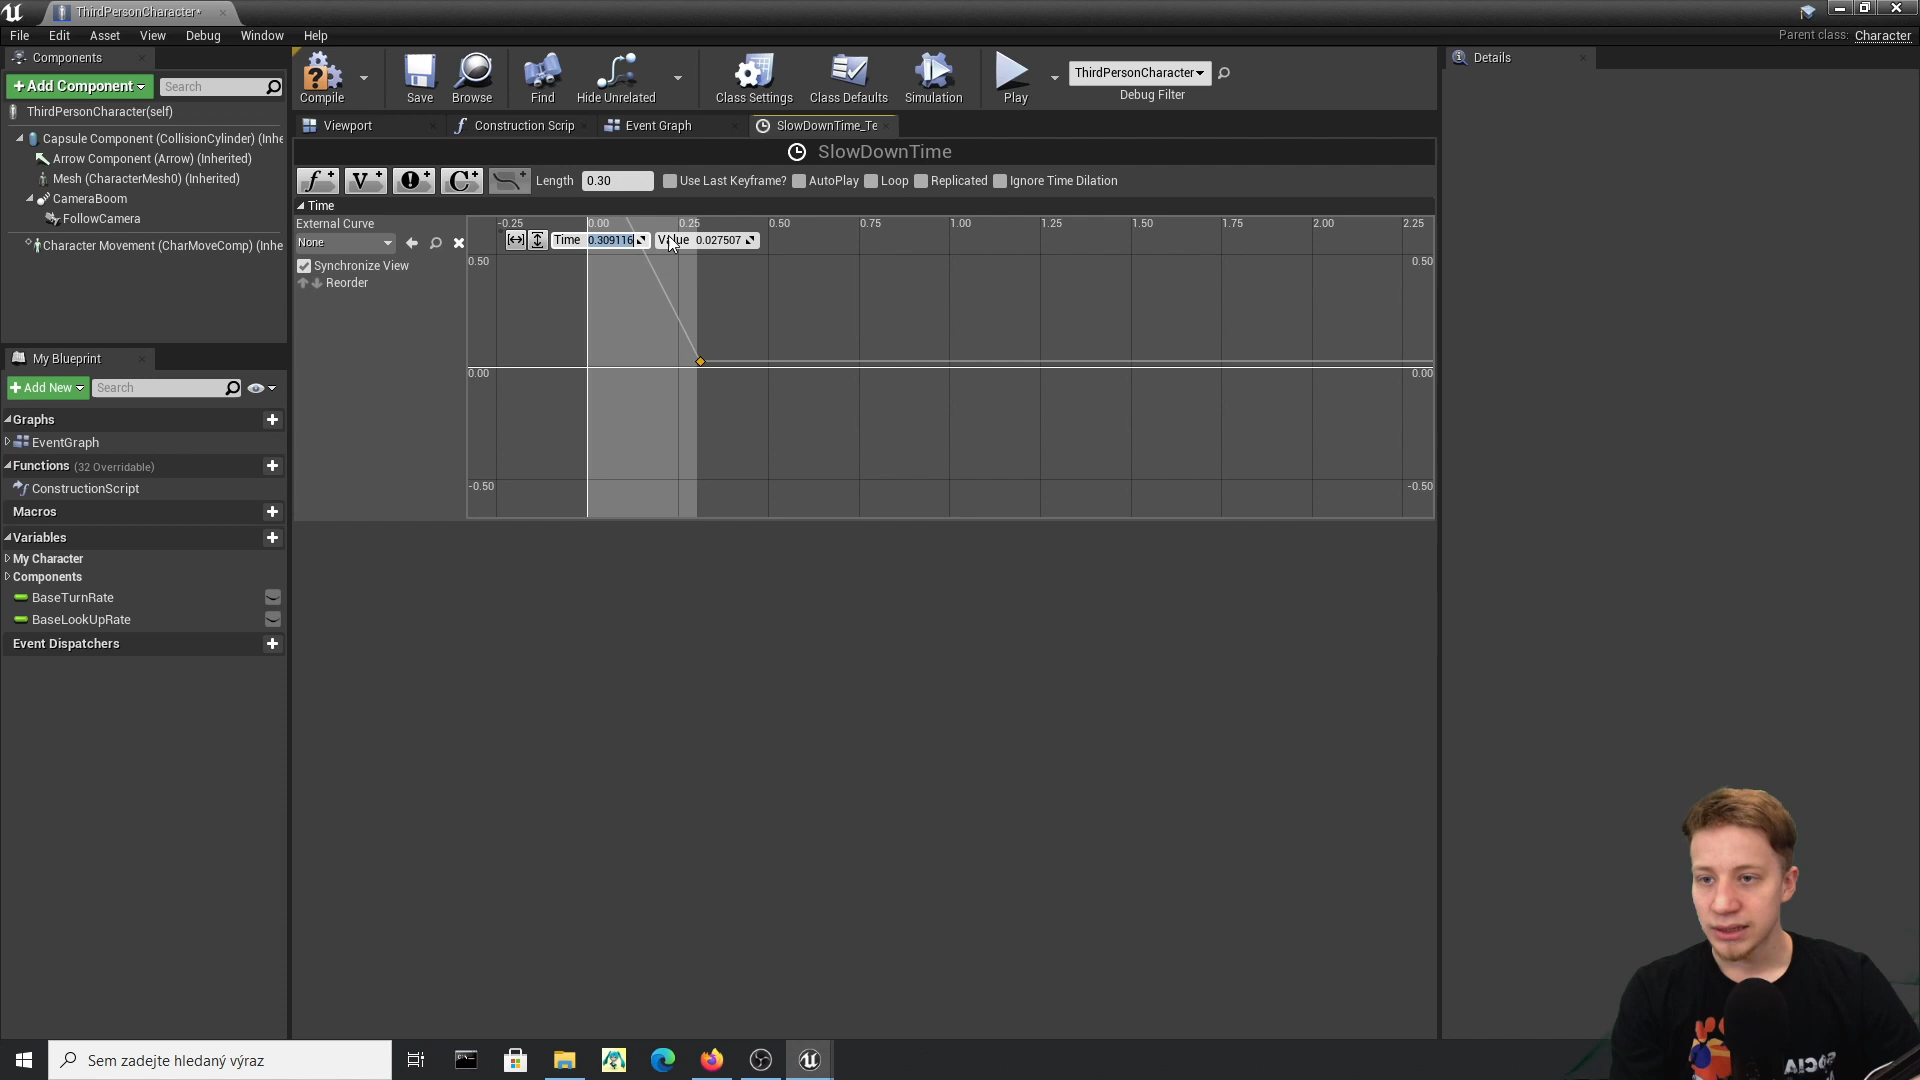 ThirdPersonCharacter*
File Edit Asset View Debug Window Help
Parent class: Character
Components
+Add Component
Search
ThirdPersonCharacter(self)
Capsule Component (CollisionCylinder) (Inhe
Arrow Component (Arrow) (Inherited)
Mesh (CharacterMesh0) (Inherited)
CameraBoom
FollowCamera
Character Movement (CharMoveComp) (Inhe
Compile
Save
Browse
Find
Hide Unrelated
Class Settings
Class Defaults
Simulation
Play
ThirdPersonCharacter
Debug Filter
Details
Viewport
Construction Scrip
Event Graph
SlowDownTime_Te
SlowDownTime
Length 0.30 Use Last Keyframe? AutoPlay Loop Replicated Ignore Time Dilation
Time
External Curve
None
Synchronize View
Reorder
-0.25 0.00 0.25 0.50 0.75 1.00 1.25 1.50 1.75 2.00 2.25
Time 0.309116 Value 0.027507
0.50 0.50
0.00 0.00
-0.50 -0.50
My Blueprint
+Add New
Search
Graphs
EventGraph
Functions (32 Overridable)
ConstructionScript
Macros
Variables
My Character
Components
BaseTurnRate
BaseLookUpRate
Event Dispatchers
Sem zadejte hledaný výraz